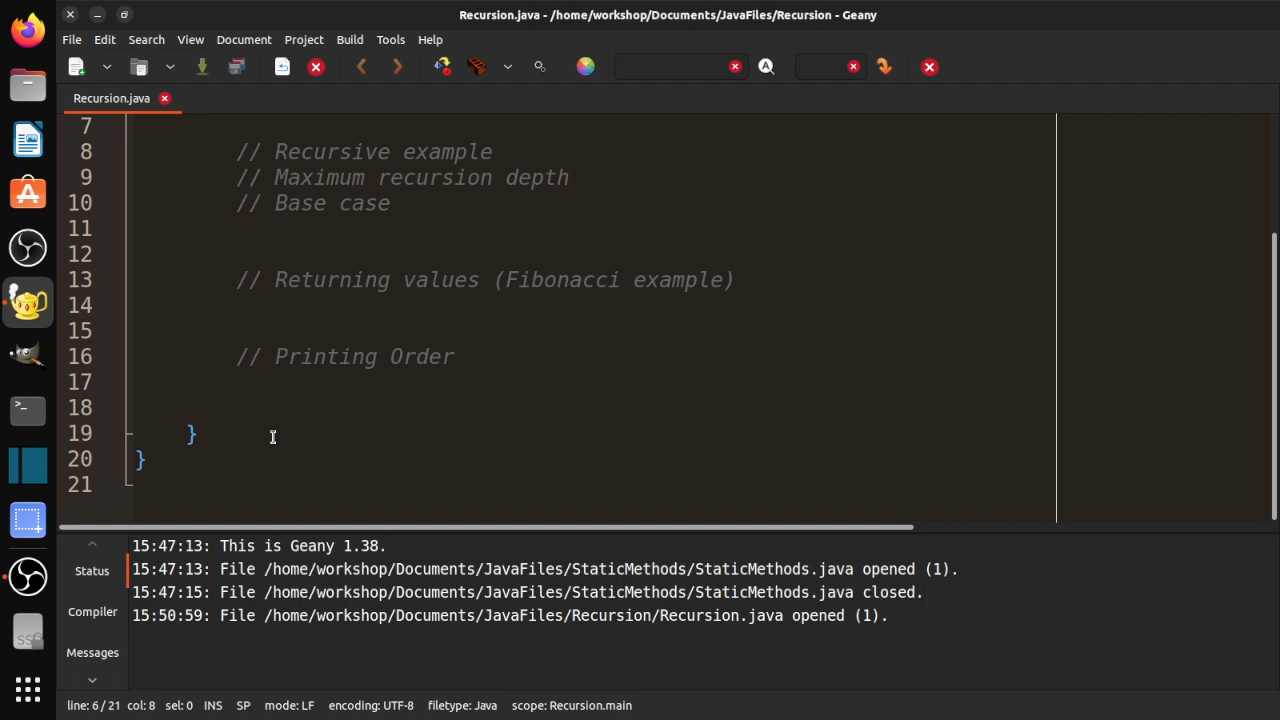 Recursion.java - /home/workshop/Documents/JavaFiles/Recursion - Geany
File Edit Search View Document Project Build Tools Help
Recursion.java
7
8 // Recursive example
9 // Maximum recursion depth
10 // Base case
11
12
13 // Returning values (Fibonacci example)
14
15
16 // Printing Order
17
18
19 }
20 }
21
Status
Compiler
Messages
15:47:13: This is Geany 1.38.
15:47:13: File /home/workshop/Documents/JavaFiles/StaticMethods/StaticMethods.java opened (1).
15:47:15: File /home/workshop/Documents/JavaFiles/StaticMethods/StaticMethods.java closed.
15:50:59: File /home/workshop/Documents/JavaFiles/Recursion/Recursion.java opened (1).
line: 6 / 21 col: 8 sel: 0 INS SP mode: LF encoding: UTF-8 filetype: Java scope: Recursion.main